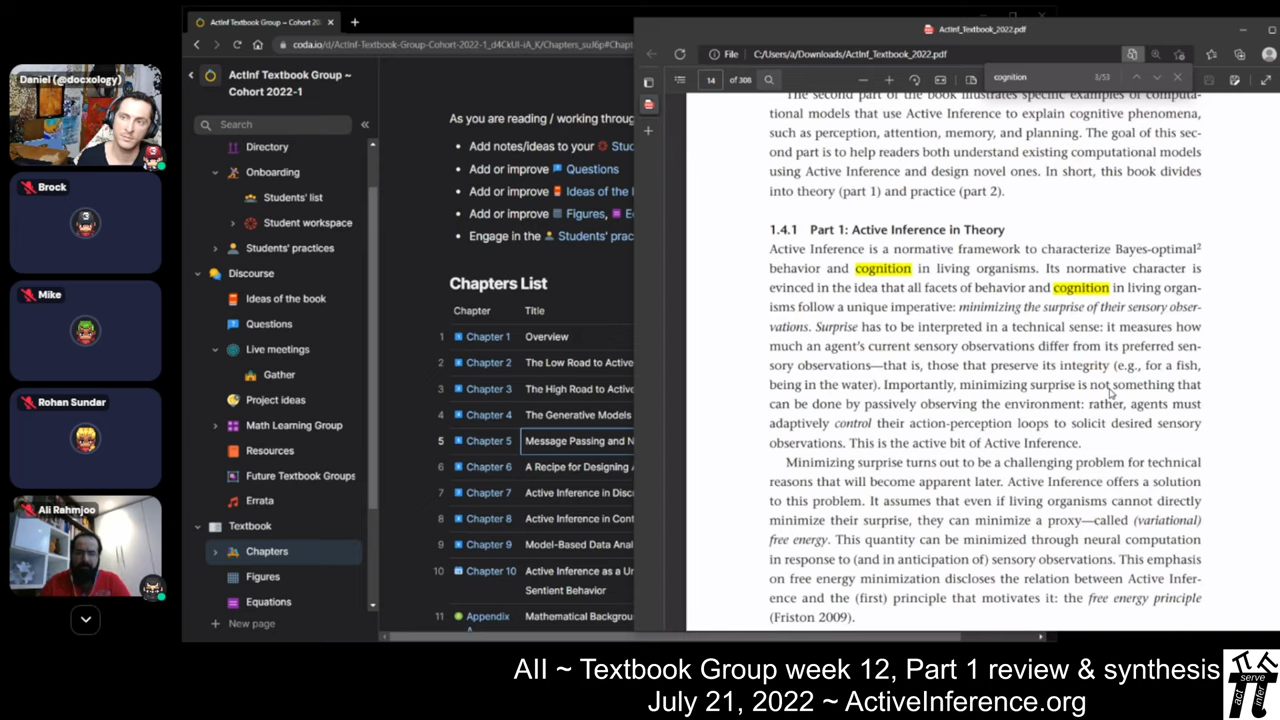 Daniel (@docxology)
Brock
Mike
Rohan Sundar
Ali Rahmjoo
ActInf Textbook Group ~ Cohort 20
coda.io/d/ActInf-Textbook-Group-Cohort-2022-1_d4CkUI-iA_K/Chapters_suJ6p#Chapt
ActInf Textbook Group ~
Cohort 2022-1
Search
Directory
Onboarding
Students' list
Student workspace
Students' practices
Discourse
Ideas of the book
Questions
Live meetings
Gather
Project ideas
Math Learning Group
Resources
Future Textbook Groups
Errata
Textbook
Chapters
Figures
Equations
New page
As you are reading / working throug
Add notes/ideas to your Stu
Add or improve Questions
Add or improve Ideas of the
Add or improve Figures, E
Engage in the Students' prac
Chapters List
Chapter Title
1 Chapter 1 Overview
2 Chapter 2 The Low Road to Active
3 Chapter 3 The High Road to Active
4 Chapter 4 The Generative Models
5 Chapter 5 Message Passing and N
6 Chapter 6 A Recipe for Designing
7 Chapter 7 Active Inference in Disc
8 Chapter 8 Active Inference in Cont
9 Chapter 9 Model-Based Data Anal
10 Chapter 10 Active Inference as a Un
Sentient Behavior
11 Appendix Mathematical Backgrou
A
ActInf_Textbook_2022.pdf
File C:/Users/a/Downloads/ActInf_Textbook_2022.pdf
14 of 308
cognition 3/53
The second part of the book illustrates specific examples of computa-
tional models that use Active Inference to explain cognitive phenomena,
such as perception, attention, memory, and planning. The goal of this sec-
ond part is to help readers both understand existing computational models
using Active Inference and design novel ones. In short, this book divides
into theory (part 1) and practice (part 2).
1.4.1 Part 1: Active Inference in Theory
Active Inference is a normative framework to characterize Bayes-optimal²
behavior and cognition in living organisms. Its normative character is
evinced in the idea that all facets of behavior and cognition in living organ-
isms follow a unique imperative: minimizing the surprise of their sensory obser-
vations. Surprise has to be interpreted in a technical sense: it measures how
much an agent's current sensory observations differ from its preferred sen-
sory observations—that is, those that preserve its integrity (e.g., for a fish,
being in the water). Importantly, minimizing surprise is not something that
can be done by passively observing the environment: rather, agents must
adaptively control their action-perception loops to solicit desired sensory
observations. This is the active bit of Active Inference.
Minimizing surprise turns out to be a challenging problem for technical
reasons that will become apparent later. Active Inference offers a solution
to this problem. It assumes that even if living organisms cannot directly
minimize their surprise, they can minimize a proxy—called (variational)
free energy. This quantity can be minimized through neural computation
in response to (and in anticipation of) sensory observations. This emphasis
on free energy minimization discloses the relation between Active Infer-
ence and the (first) principle that motivates it: the free energy principle
(Friston 2009).
AII ~ Textbook Group week 12, Part 1 review & synthesis
July 21, 2022 ~ ActiveInference.org
act
serve
infer